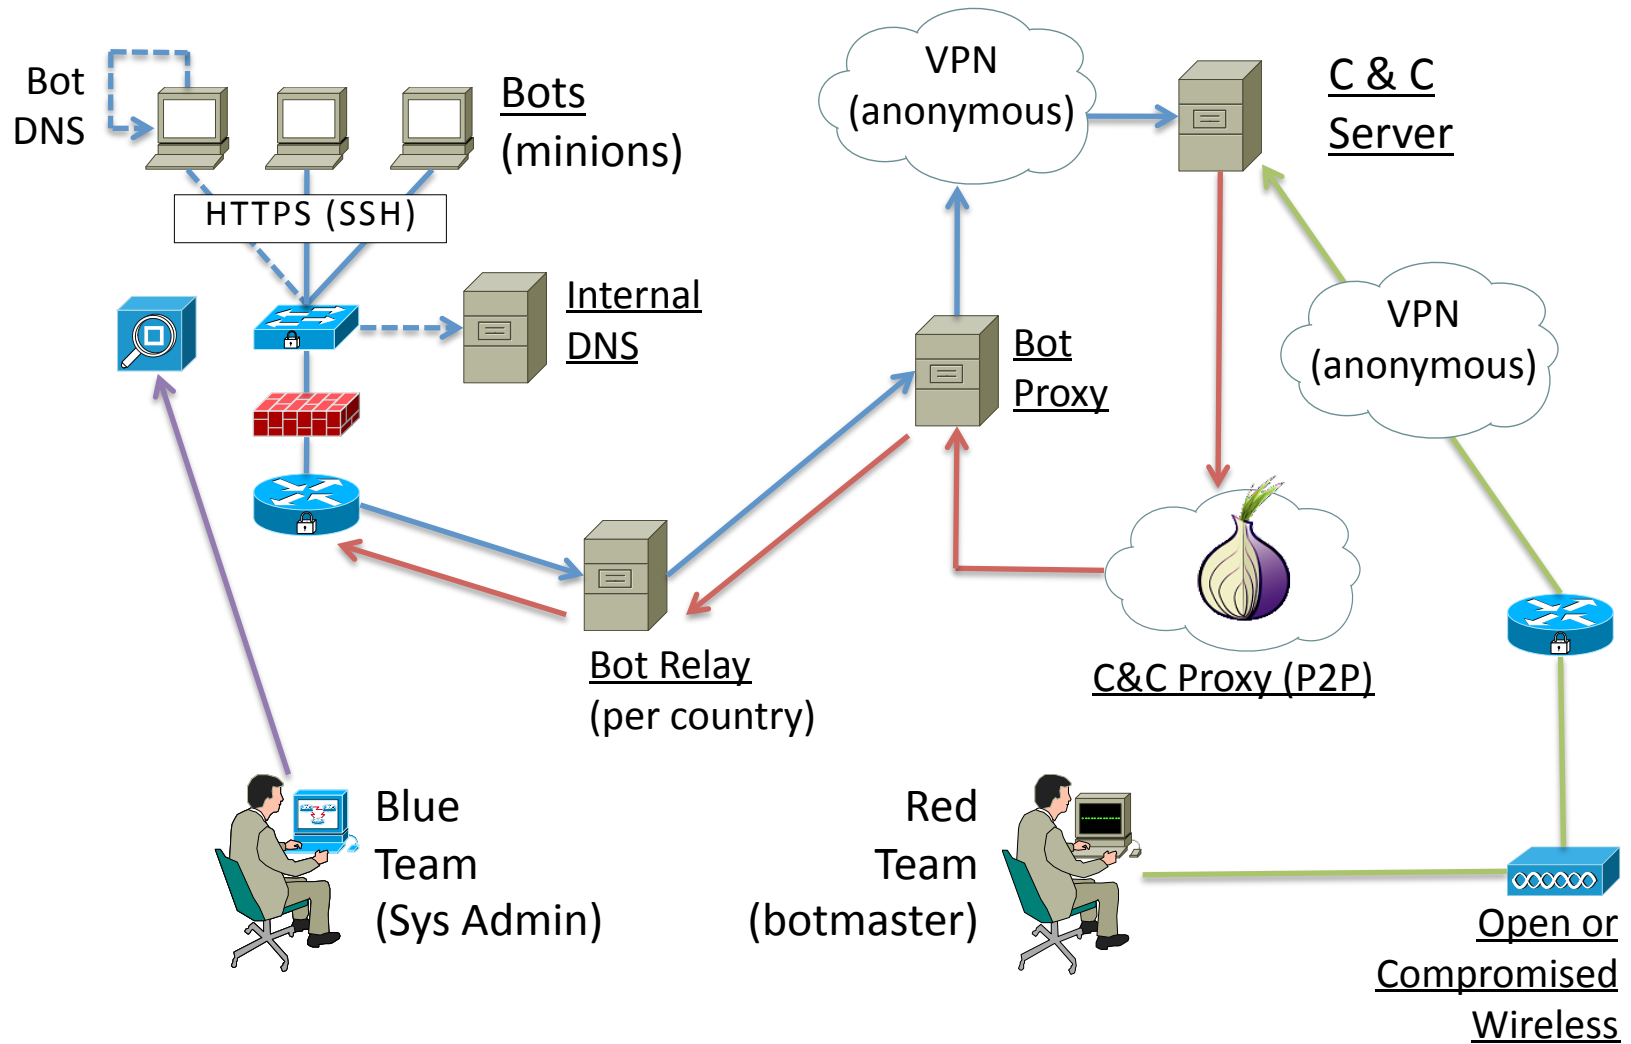 Bot
DNS
Bots
(minions)
HTTPS (SSH)
Internal
DNS
VPN
(anonymous)
C & C
Server
VPN
(anonymous)
Bot
Proxy
Bot Relay
(per country)
C&C Proxy (P2P)
Blue
Team
(Sys Admin)
Red
Team
(botmaster)
Open or
Compromised
Wireless